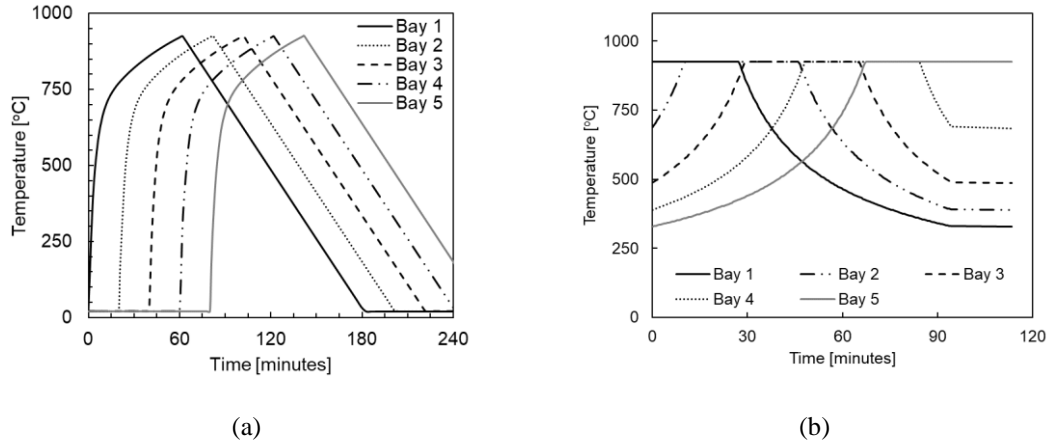 1000
750
500
250
0
Temperature [°C]
Bay 1
Bay 2
Bay 3
Bay 4
Bay 5
0 60 120 180 240
Time [minutes]
(a)
1000
750
500
250
0
Temperature [°C]
Bay 1 Bay 2 Bay 3
Bay 4 Bay 5
0 30 60 90 120
Time [minutes]
(b)